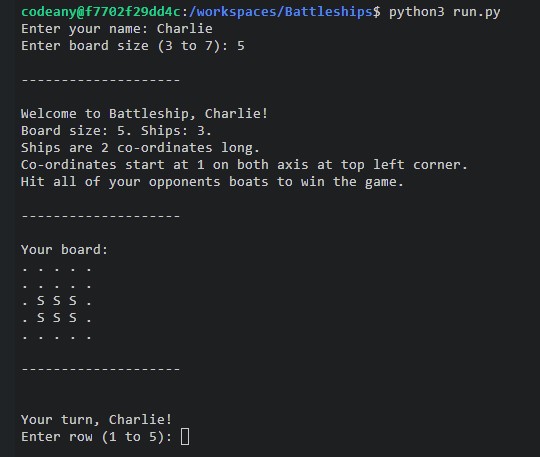 codeany@f7702f29dd4c:/workspaces/Battleships$ python3 run.py
Enter your name: Charlie
Enter board size (3 to 7): 5
--------------------
Welcome to Battleship, Charlie!
Board size: 5. Ships: 3.
Ships are 2 co-ordinates long.
Co-ordinates start at 1 on both axis at top left corner.
Hit all of your opponents boats to win the game.
--------------------
Your board:
. . . . .
. . . . .
. S S S .
. S S S .
. . . . .
--------------------
Your turn, Charlie!
Enter row (1 to 5):